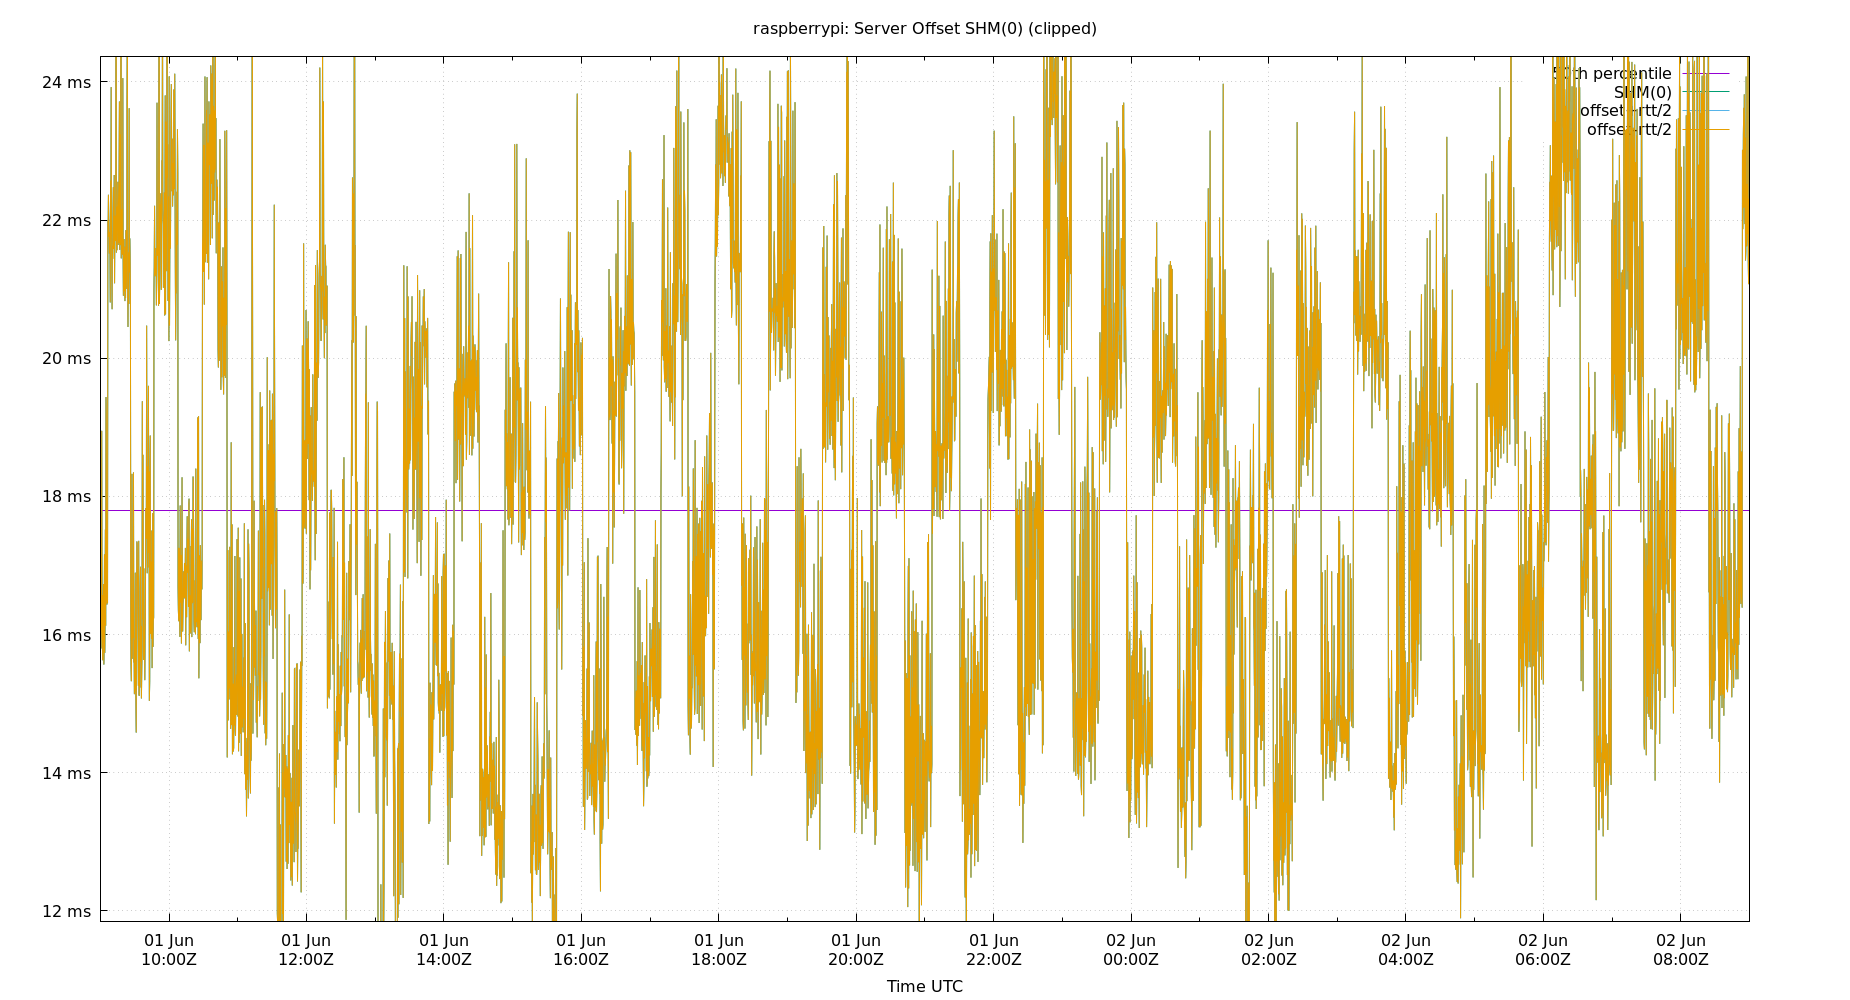 raspberrypi: Server Offset SHM(0) (clipped)
24 ms
22 ms
20 ms
18 ms
16 ms
14 ms
12 ms
50th percentile
SHM(0)
offset+rtt/2
offset-rtt/2
01 Jun 10:00Z
01 Jun 12:00Z
01 Jun 14:00Z
01 Jun 16:00Z
01 Jun 18:00Z
01 Jun 20:00Z
01 Jun 22:00Z
02 Jun 00:00Z
02 Jun 02:00Z
02 Jun 04:00Z
02 Jun 06:00Z
02 Jun 08:00Z
Time UTC